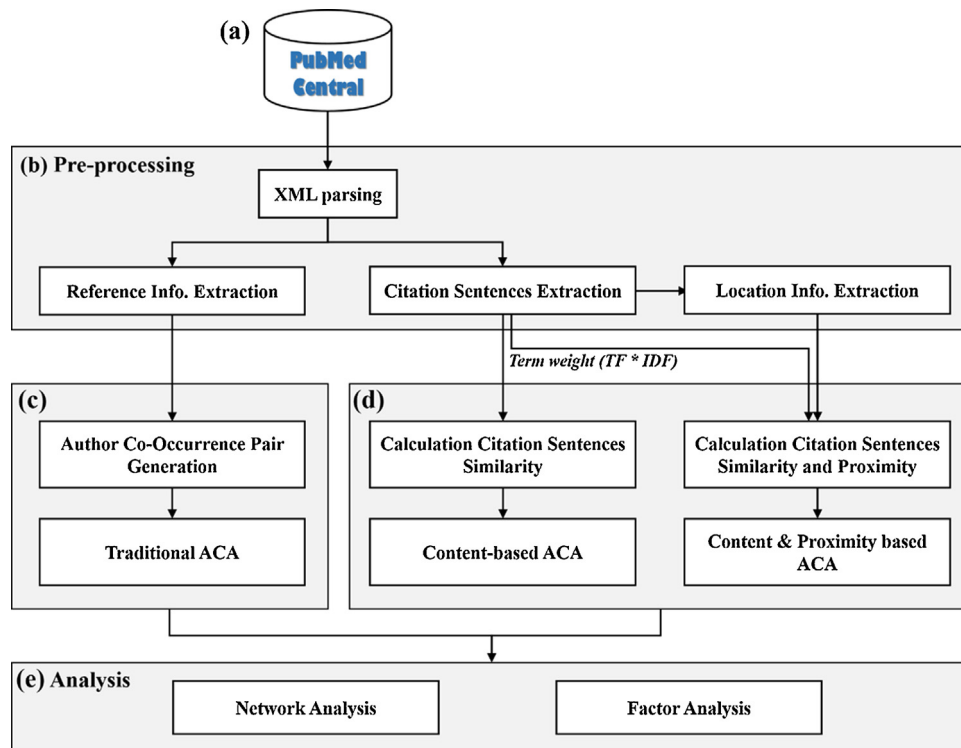 (a)
PubMed
Central
(b) Pre-processing
XML parsing
Reference Info. Extraction
Citation Sentences Extraction
Location Info. Extraction
Term weight (TF * IDF)
(c)
Author Co-Occurrence Pair
Generation
Traditional ACA
(d)
Calculation Citation Sentences
Similarity
Calculation Citation Sentences
Similarity and Proximity
Content-based ACA
Content & Proximity based
ACA
(e) Analysis
Network Analysis
Factor Analysis